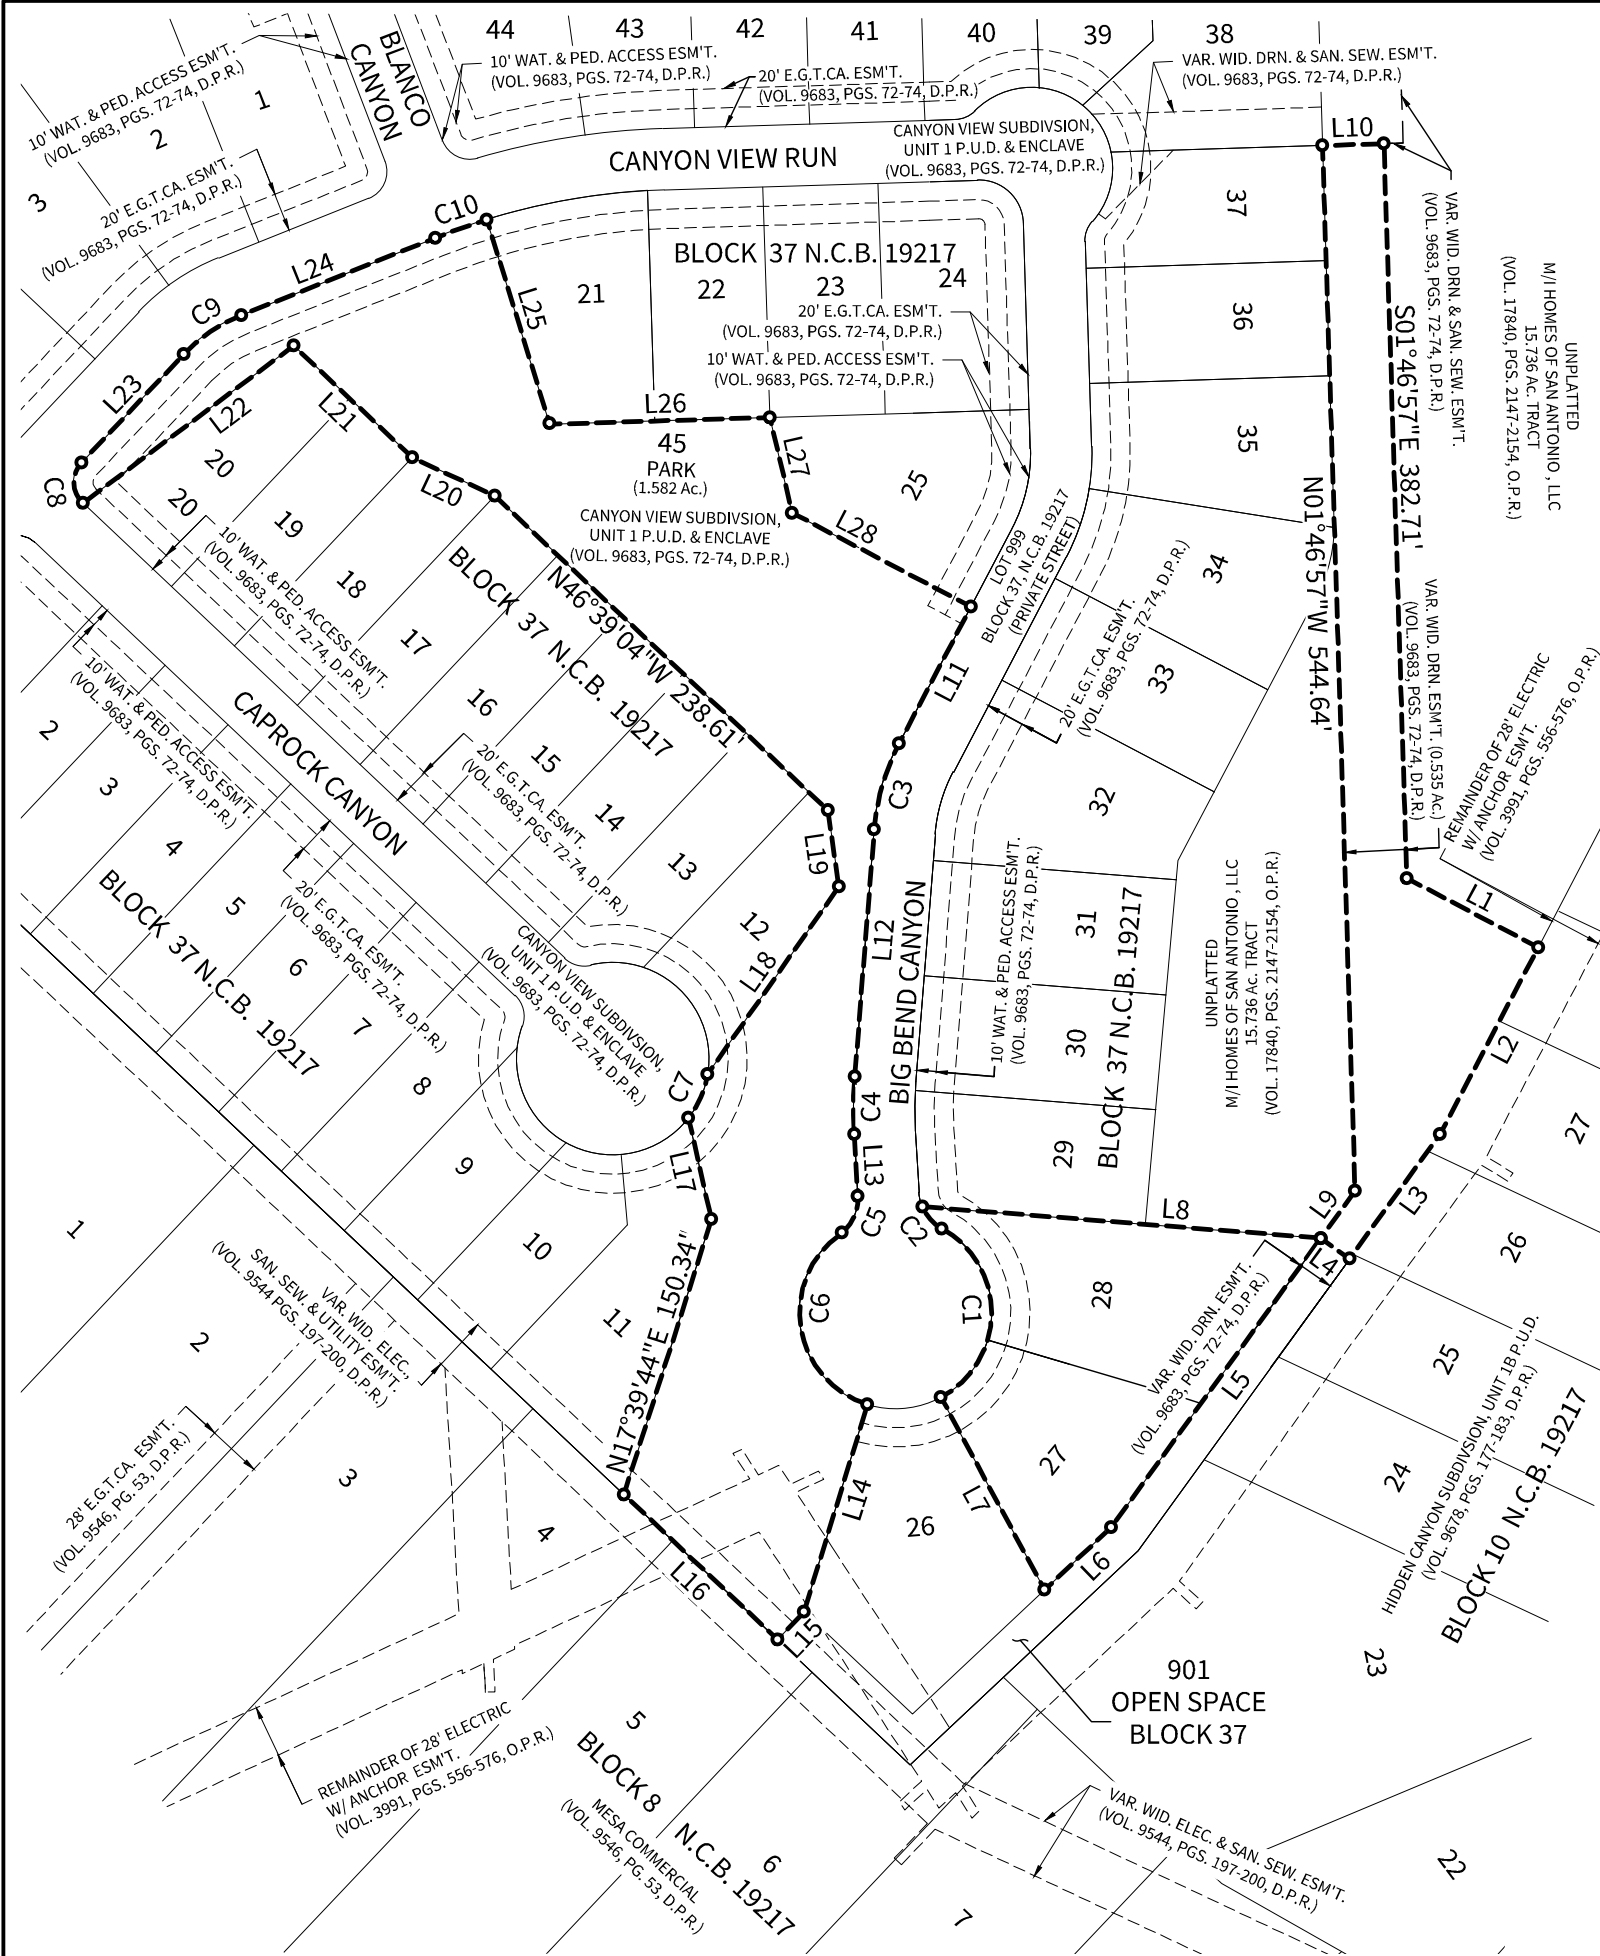 44
43
42
41
40
39
38
BLANCO
CANYON
10' WAT. & PED. ACCESS ESM'T.
(VOL. 9683, PGS. 72-74, D.P.R.)
10' WAT. & PED. ACCESS ESM'T.
(VOL. 9683, PGS. 72-74, D.P.R.)
20' E.G.T.CA. ESM'T.
(VOL. 9683, PGS. 72-74, D.P.R.)
VAR. WID. DRN. & SAN. SEW. ESM'T.
(VOL. 9683, PGS. 72-74, D.P.R.)
1
2
3
20' E.G.T.CA. ESM'T.
(VOL. 9683, PGS. 72-74, D.P.R.)
CANYON VIEW RUN
CANYON VIEW SUBDIVSION,
UNIT 1 P.U.D. & ENCLAVE
(VOL. 9683, PGS. 72-74, D.P.R.)
L10
37
VAR. WID. DRN. & SAN. SEW. ESM'T.
(VOL. 9683, PGS. 72-74, D.P.R.)
UNPLATTED
M/I HOMES OF SAN ANTONIO , LLC
15.736 Ac. TRACT
(VOL. 17840, PGS. 2147-2154, O.P.R.)
C10
L24
C9
L25
21
BLOCK 37 N.C.B. 19217
22
23
24
20' E.G.T.CA. ESM'T.
(VOL. 9683, PGS. 72-74, D.P.R.)
10' WAT. & PED. ACCESS ESM'T.
(VOL. 9683, PGS. 72-74, D.P.R.)
36
35
S01°46'57"E 382.71'
N01°46'57"W 544.64'
L23
L22
L21
L20
C8
L26
45
PARK
(1.582 Ac.)
CANYON VIEW SUBDIVSION,
UNIT 1 P.U.D. & ENCLAVE
(VOL. 9683, PGS. 72-74, D.P.R.)
L27
L28
25
LOT 999
BLOCK 37, N.C.B. 19217
(PRIVATE STREET)
34
33
32
20' E.G.T.CA. ESM'T.
(VOL. 9683, PGS. 72-74, D.P.R.)
VAR. WID. DRN. ESM'T. (0.535 Ac.)
(VOL. 9683, PGS. 72-74, D.P.R.)
REMAINDER OF 28' ELECTRIC
W/ ANCHOR ESM'T.
(VOL. 3991, PGS. 556-576, O.P.R.)
20
20
19
18
17
16
15
14
13
12
10' WAT. & PED. ACCESS ESM'T.
(VOL. 9683, PGS. 72-74, D.P.R.)
BLOCK 37 N.C.B. 19217
N46°39'04"W 238.61'
20' E.G.T.CA. ESM'T.
(VOL. 9683, PGS. 72-74, D.P.R.)
CAPROCK CANYON
10' WAT. & PED. ACCESS ESM'T.
(VOL. 9683, PGS. 72-74, D.P.R.)
20' E.G.T.CA. ESM'T.
(VOL. 9683, PGS. 72-74, D.P.R.)
2
3
4
5
6
7
8
9
10
11
BLOCK 37 N.C.B. 19217
CANYON VIEW SUBDIVSION,
UNIT 1 P.U.D. & ENCLAVE
(VOL. 9683, PGS. 72-74, D.P.R.)
L11
C3
L19
L18
L12
C7
L17
C4
L13
C5
C6
C2
C1
BIG BEND CANYON
10' WAT. & PED. ACCESS ESM'T.
(VOL. 9683, PGS. 72-74, D.P.R.)
31
30
29
BLOCK 37 N.C.B. 19217
UNPLATTED
M/I HOMES OF SAN ANTONIO, LLC
15.736 Ac. TRACT
(VOL. 17840, PGS. 2147-2154, O.P.R.)
L1
L2
L3
L9
L8
L4
L5
L6
L7
28
27
26
VAR. WID. DRN. ESM'T.
(VOL. 9683, PGS. 72-74, D.P.R.)
27
26
25
24
23
22
HIDDEN CANYON SUBDIVISION, UNIT 1B P.U.D.
(VOL. 9678, PGS. 1777-183, D.P.R.)
BLOCK 10 N.C.B. 19217
N17°39'44"E 150.34"
L14
L15
L16
1
2
3
4
VAR. WID. ELEC.,
SAN. SEW. & UTILITY ESM'T.
(VOL. 9544 PGS. 197-200, D.P.R.)
28' E.G.T.CA. ESM'T.
(VOL. 9546, PG. 53, D.P.R.)
901
OPEN SPACE
BLOCK 37
REMAINDER OF 28' ELECTRIC
W/ ANCHOR ESM'T.
(VOL. 3991, PGS. 556-576, O.P.R.)
5
BLOCK 8 N.C.B. 19217
MESA COMMERCIAL
(VOL. 9546, PG. 53, D.P.R.)
6
7
VAR. WID. ELEC. & SAN. SEW. ESM'T.
(VOL. 9544, PGS. 197-200, D.P.R.)